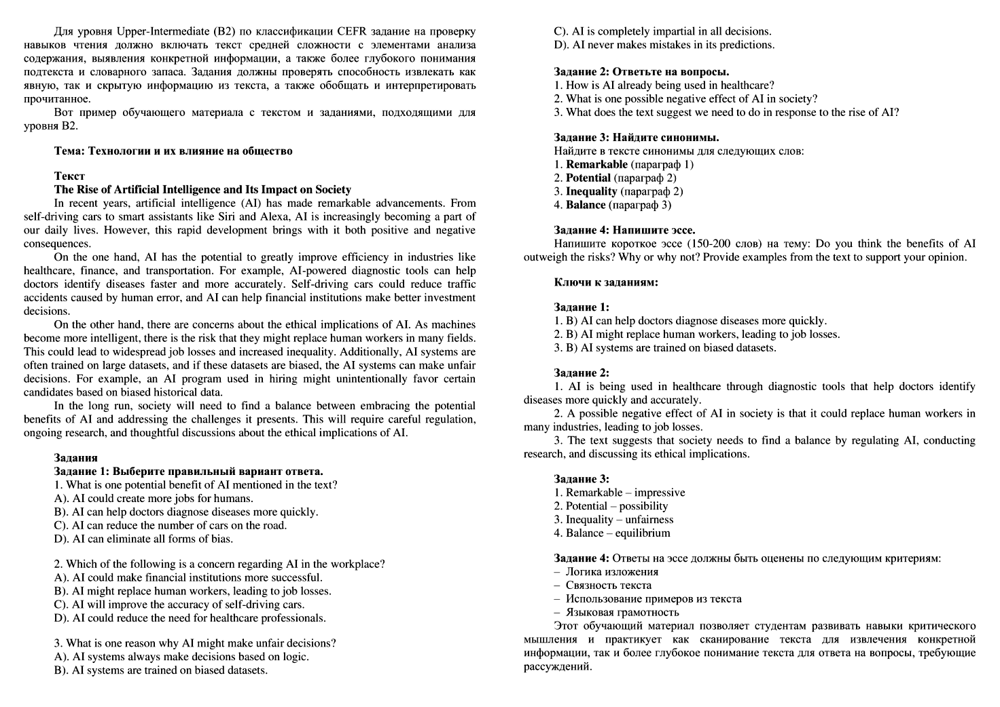 Для уровня Upper-Intermediate (B2) по классификации CEFR задание на проверку
навыков чтения должно включать текст средней сложности с элементами анализа
содержания, выявления конкретной информации, а также более глубокого понимания
подтекста и словарного запаса. Задания должны проверять способность извлекать как
явную, так и скрытую информацию из текста, а также обобщать и интерпретировать
прочитанное.
Вот пример обучающего материала с текстом и заданиями, подходящими для
уровня B2.
Тема: Технологии и их влияние на общество
Текст
The Rise of Artificial Intelligence and Its Impact on Society
In recent years, artificial intelligence (AI) has made remarkable advancements. From
self-driving cars to smart assistants like Siri and Alexa, AI is increasingly becoming a part of
our daily lives. However, this rapid development brings with it both positive and negative
consequences.
On the one hand, AI has the potential to greatly improve efficiency in industries like
healthcare, finance, and transportation. For example, AI-powered diagnostic tools can help
doctors identify diseases faster and more accurately. Self-driving cars could reduce traffic
accidents caused by human error, and AI can help financial institutions make better investment
decisions.
On the other hand, there are concerns about the ethical implications of AI. As machines
become more intelligent, there is the risk that they might replace human workers in many fields.
This could lead to widespread job losses and increased inequality. Additionally, AI systems are
often trained on large datasets, and if these datasets are biased, the AI systems can make unfair
decisions. For example, an AI program used in hiring might unintentionally favor certain
candidates based on biased historical data.
In the long run, society will need to find a balance between embracing the potential
benefits of AI and addressing the challenges it presents. This will require careful regulation,
ongoing research, and thoughtful discussions about the ethical implications of AI.
Задания
Задание 1: Выберите правильный вариант ответа.
1. What is one potential benefit of AI mentioned in the text?
A). AI could create more jobs for humans.
B). AI can help doctors diagnose diseases more quickly.
C). AI can reduce the number of cars on the road.
D). AI can eliminate all forms of bias.
2. Which of the following is a concern regarding AI in the workplace?
A). AI could make financial institutions more successful.
B). AI might replace human workers, leading to job losses.
C). AI will improve the accuracy of self-driving cars.
D). AI could reduce the need for healthcare professionals.
3. What is one reason why AI might make unfair decisions?
A). AI systems always make decisions based on logic.
B). AI systems are trained on biased datasets.
C). AI is completely impartial in all decisions.
D). AI never makes mistakes in its predictions.
Задание 2: Ответьте на вопросы.
1. How is AI already being used in healthcare?
2. What is one possible negative effect of AI in society?
3. What does the text suggest we need to do in response to the rise of AI?
Задание 3: Найдите синонимы.
Найдите в тексте синонимы для следующих слов:
1. Remarkable (параграф 1)
2. Potential (параграф 2)
3. Inequality (параграф 2)
4. Balance (параграф 3)
Задание 4: Напишите эссе.
Напишите короткое эссе (150-200 слов) на тему: Do you think the benefits of AI
outweigh the risks? Why or why not? Provide examples from the text to support your opinion.
Ключи к заданиям:
Задание 1:
1. B) AI can help doctors diagnose diseases more quickly.
2. B) AI might replace human workers, leading to job losses.
3. B) AI systems are trained on biased datasets.
Задание 2:
1. AI is being used in healthcare through diagnostic tools that help doctors identify
diseases more quickly and accurately.
2. A possible negative effect of AI in society is that it could replace human workers in
many industries, leading to job losses.
3. The text suggests that society needs to find a balance by regulating AI, conducting
research, and discussing its ethical implications.
Задание 3:
1. Remarkable – impressive
2. Potential – possibility
3. Inequality – unfairness
4. Balance – equilibrium
Задание 4: Ответы на эссе должны быть оценены по следующим критериям:
– Логика изложения
– Связность текста
– Использование примеров из текста
– Языковая грамотность
Этот обучающий материал позволяет студентам развивать навыки критического
мышления и практикует как сканирование текста для извлечения конкретной
информации, так и более глубокое понимание текста для ответа на вопросы, требующие
рассуждений.